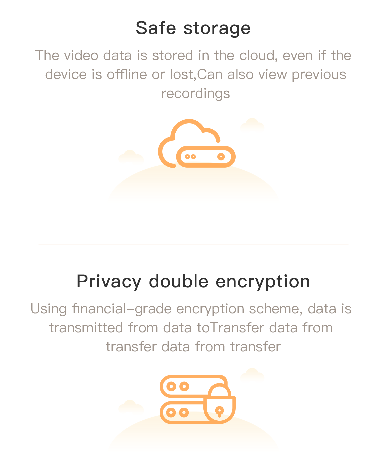 Safe storage
The video data is stored in the cloud, even if the
device is offline or lost,Can also view previous
recordings
Privacy double encryption
Using financial-grade encryption scheme, data is
transmitted from data toTransfer data from
transfer data from transfer